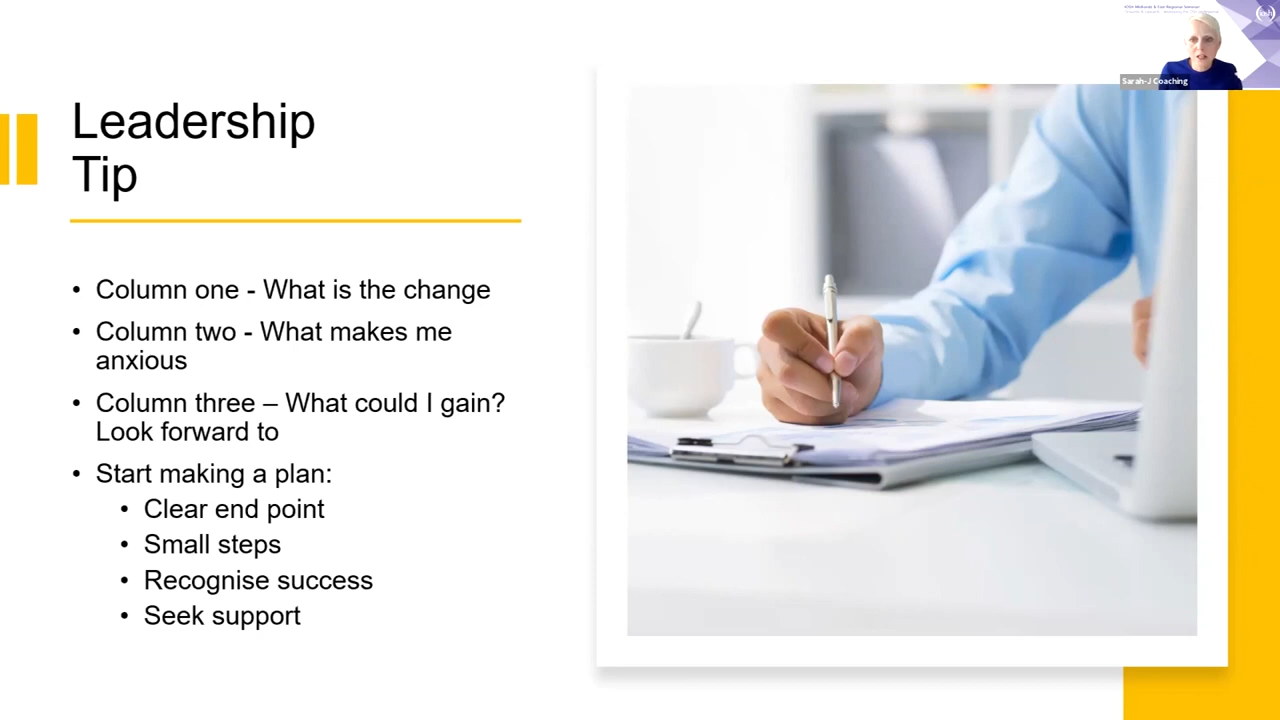 Leadership
Tip
• Column one - What is the change
• Column two - What makes me
anxious
• Column three – What could I gain?
Look forward to
• Start making a plan:
• Clear end point
• Small steps
• Recognise success
• Seek support
Sarah-J Coaching
iosh